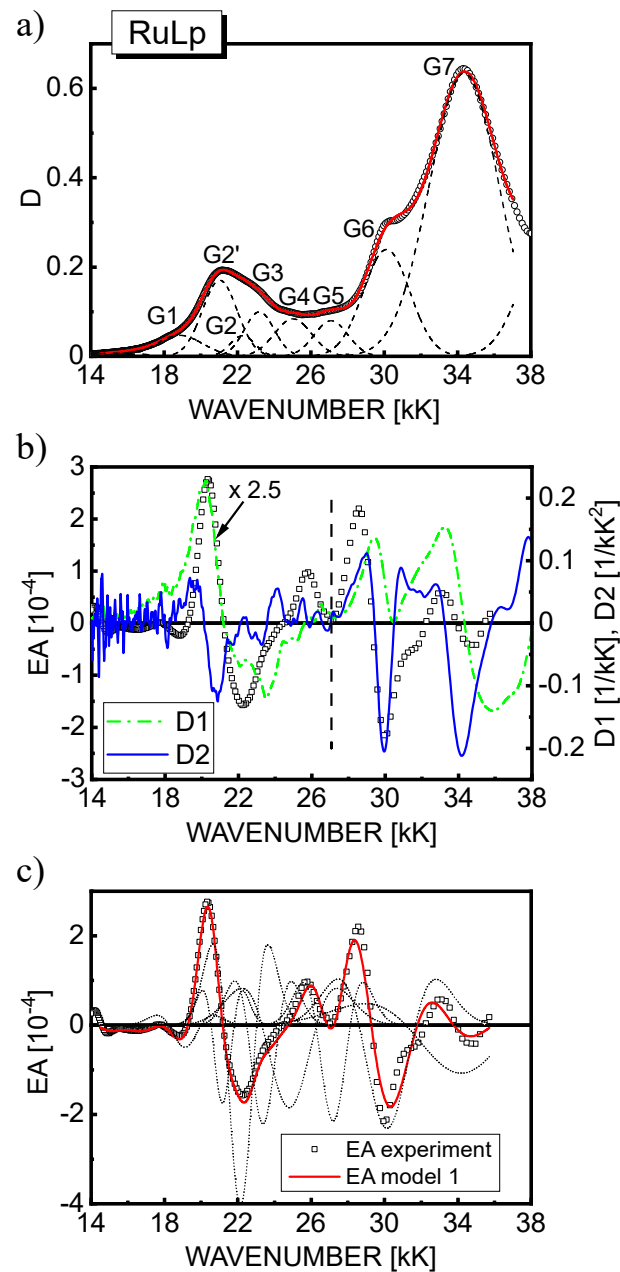 a)
RuLp
G7
0.6
0.4
D
G6
G2'
0.2
G3
G1
G4
G5
G2
0
14 18 22 26 30 34 38
WAVENUMBER [kK]
b)
3
2
1
0
-1
-2
-3
EA [10⁻⁴]
x 2.5
0.2
0.1
0
-0.1
-0.2
D1 [1/kK], D2 [1/kK²]
D1
D2
14 18 22 26 30 34 38
WAVENUMBER [kK]
c)
2
0
-2
-4
EA [10⁻⁴]
EA experiment
EA model 1
14 18 22 26 30 34 38
WAVENUMBER [kK]